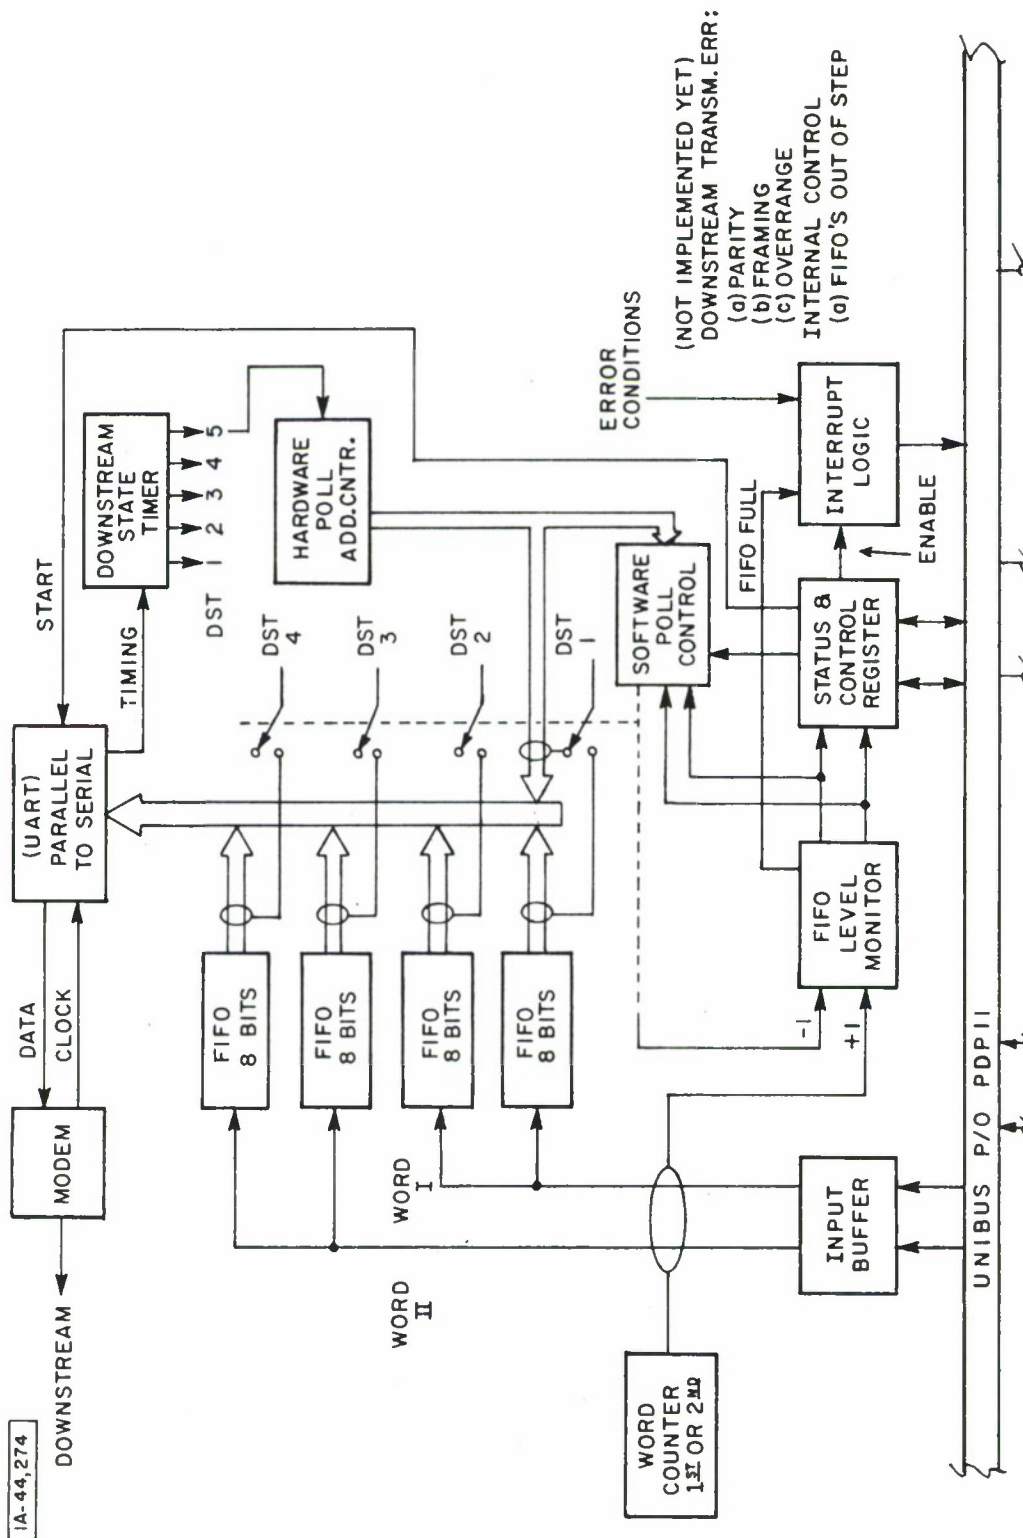 IA-44,274
DOWNSTREAM
MODEM
DATA
CLOCK
(UART)
PARALLEL
TO SERIAL
START
TIMING
DOWNSTREAM
STATE
TIMER
DST 1 2 3 4 5
HARDWARE
POLL
ADD.CNTR.
FIFO
8 BITS
FIFO
8 BITS
FIFO
8 BITS
FIFO
8 BITS
DST
4
DST
3
DST
2
DST
1
WORD
II
WORD
I
WORD
COUNTER
1ST OR 2ND
INPUT
BUFFER
-1
+1
FIFO
LEVEL
MONITOR
SOFTWARE
POLL
CONTROL
STATUS &
CONTROL
REGISTER
FIFO FULL
ENABLE
INTERRUPT
LOGIC
ERROR
CONDITIONS
(NOT IMPLEMENTED YET)
DOWNSTREAM TRANSM. ERR:
(a) PARITY
(b) FRAMING
(c) OVERRANGE
INTERNAL CONTROL
(a) FIFO'S OUT OF STEP
UNIBUS P/O PDP11